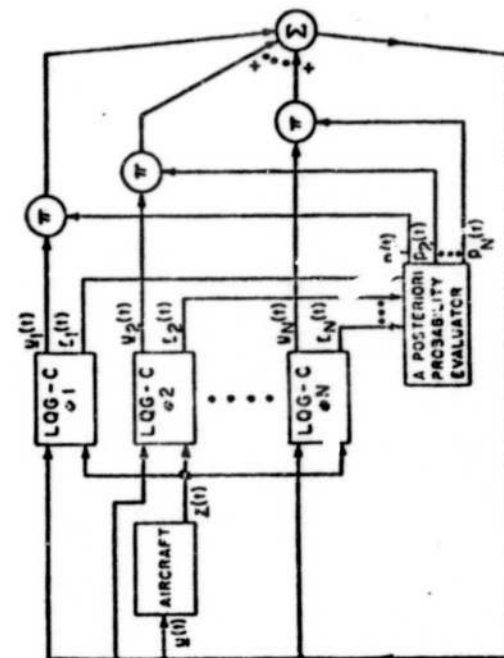 AIRCRAFT
u(t)
z(t)
LQG-C
#1
u1(t)
r1(t)
LQG-C
#2
u2(t)
r2(t)
LQG-C
#N
uN(t)
rN(t)
A POSTERIORI
PROBABILITY
EVALUATOR
P2(t)
PN(t)
π
π
π
Σ
+
+